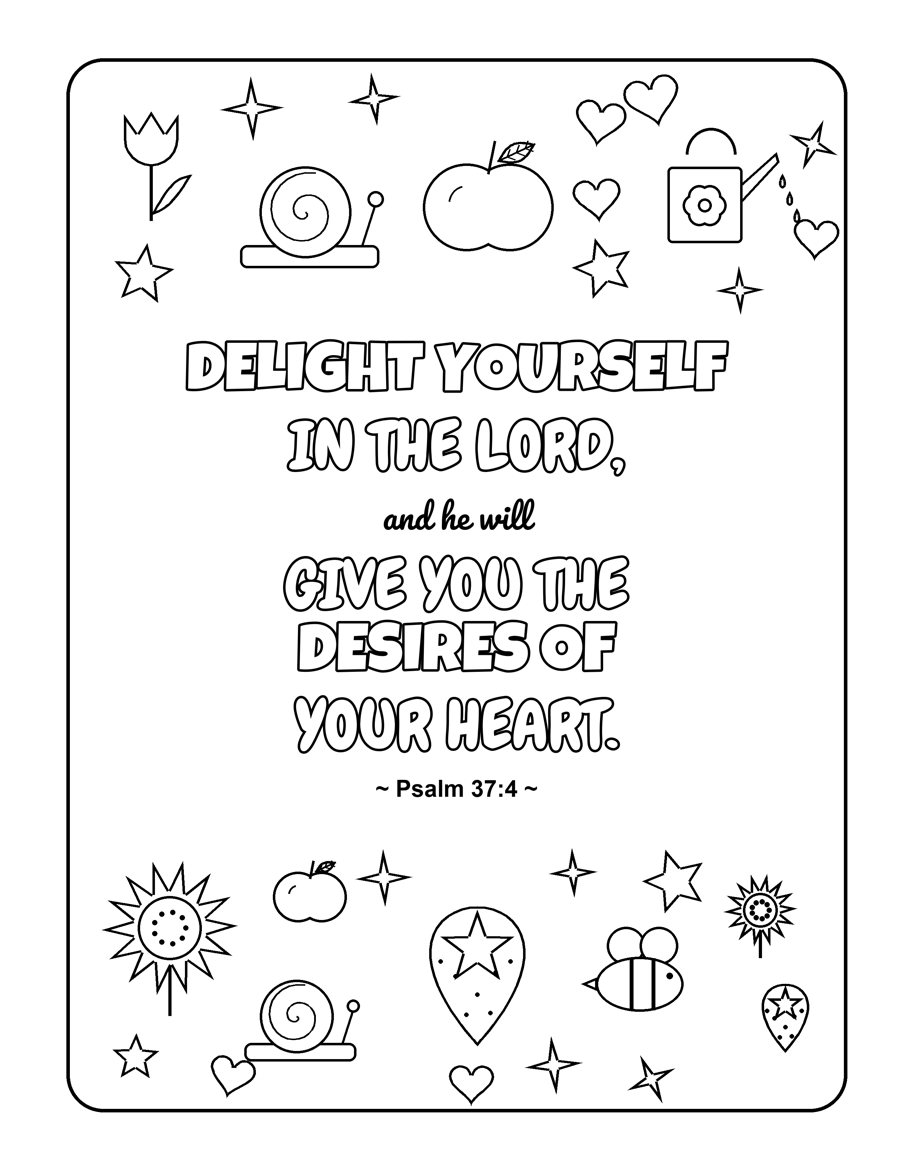 DELIGHT YOURSELF
IN THE LORD,
and he will
GIVE YOU THE
DESIRES OF
YOUR HEART.
~ Psalm 37:4 ~